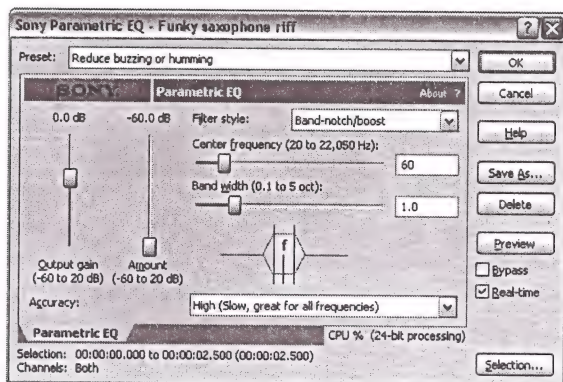 Sony Parametric EQ - Funky saxophone riff
Preset: Reduce buzzing or humming
OK
SONY Parametric EQ About ?
Cancel
0.0 dB -60.0 dB Filter style: Band-notch/boost
Help
Center frequency (20 to 22,050 Hz):
60
Save As...
Band width (0.1 to 5 oct):
1.0
Delete
f
Preview
Output gain Amount
(-60 to 20 dB) (-60 to 20 dB)
Bypass
Accuracy: High (Slow, great for all frequencies)
Real-time
Parametric EQ CPU % (24-bit processing)
Selection: 00:00:00.000 to 00:00:02.500 (00:00:02.500)
Channels: Both
Selection...